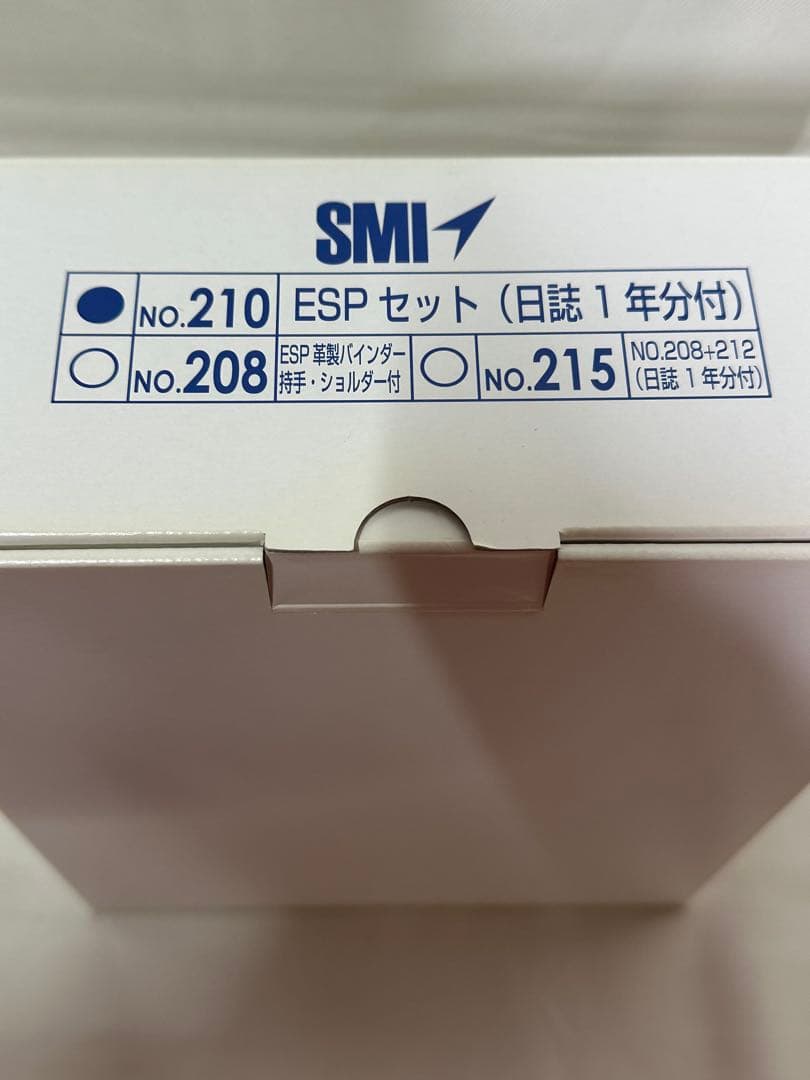 SMI
NO.210 ESPセット（日誌1年分付）
NO.208 ESP革製バインダー
持手・ショルダー付
NO.215 NO.208+212
（日誌1年分付）